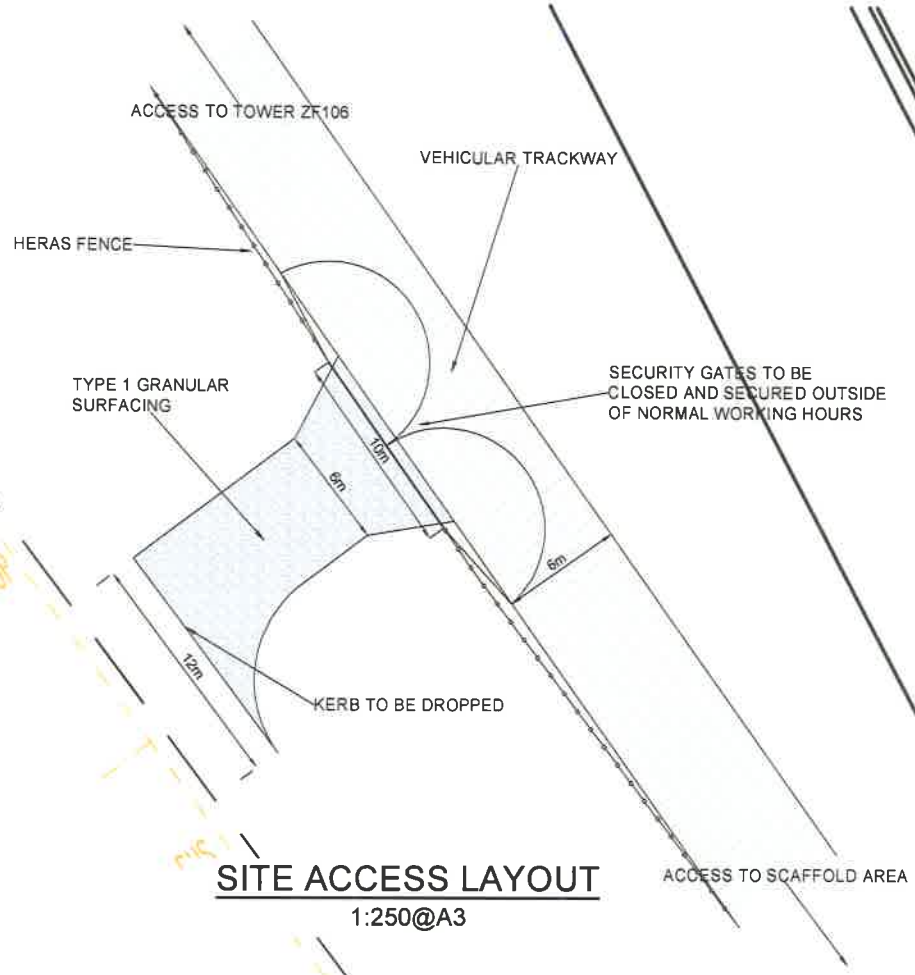 ACCESS TO TOWER ZF106
VEHICULAR TRACKWAY
HERAS FENCE
SECURITY GATES TO BE
CLOSED AND SECURED OUTSIDE
OF NORMAL WORKING HOURS
TYPE 1 GRANULAR
SURFACING
10m
6m
6m
12m
KERB TO BE DROPPED
ACCESS TO SCAFFOLD AREA
SITE ACCESS LAYOUT
1:250@A3